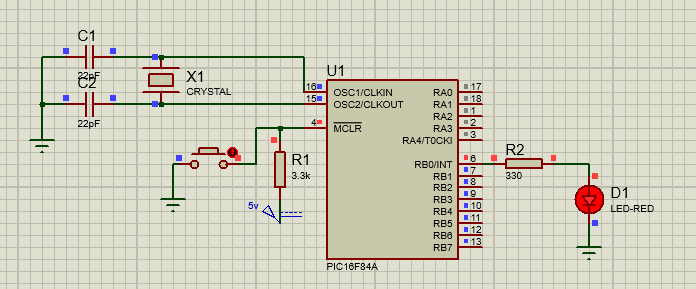 C1
22pF
C2
22pF
X1
CRYSTAL
U1
16 OSC1/CLKIN
15 OSC2/CLKOUT
4 MCLR
RA0 17
RA1 18
RA2 1
RA3 2
RA4/T0CKI 3
RB0/INT 6
RB1 7
RB2 8
RB3 9
RB4 10
RB5 11
RB6 12
RB7 13
PIC16F84A
R1
3.3k
5v
R2
330
D1
LED-RED